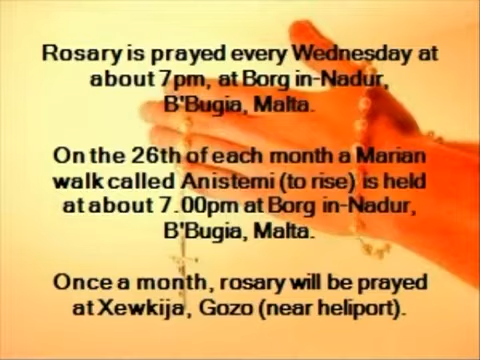 Rosary is prayed every Wednesday at
about 7pm, at Borg in-Nadur,
B'Bugia, Malta.
On the 26th of each month a Marian
walk called Anistemi (to rise) is held
at about 7.00pm at Borg in-Nadur,
B'Bugia, Malta.
Once a month, rosary will be prayed
at Xewkija, Gozo (near heliport).